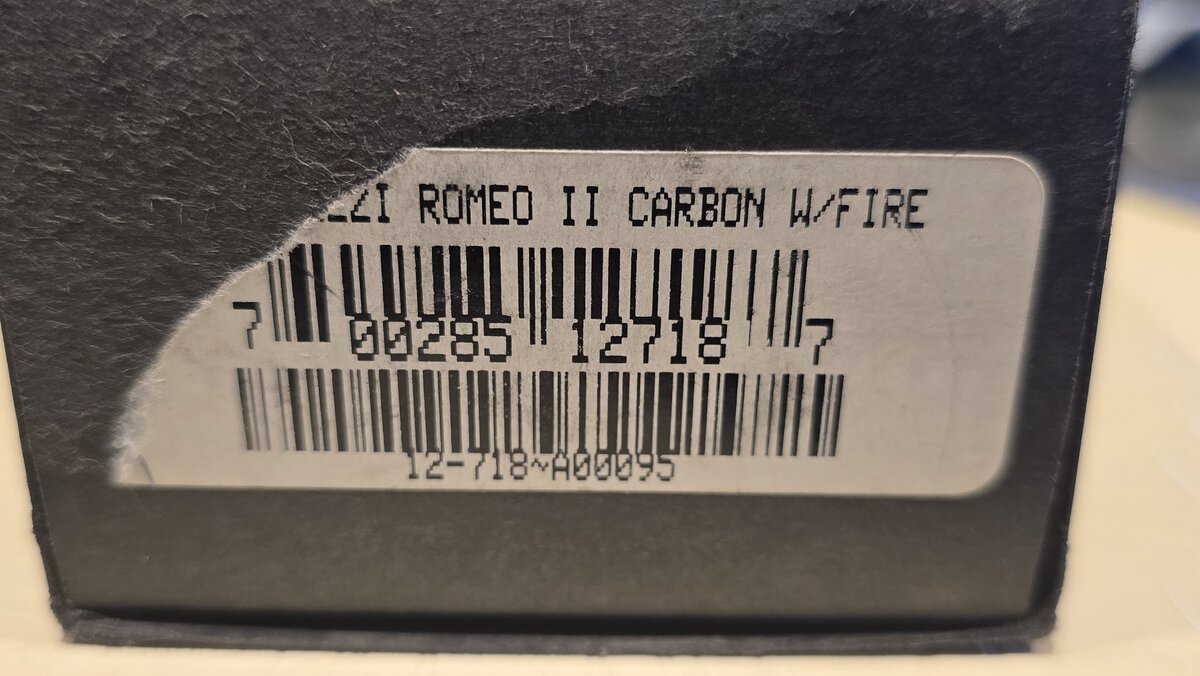 ROMEO II CARBON W/FIRE
7 00285 12718 7
12-718~A00095